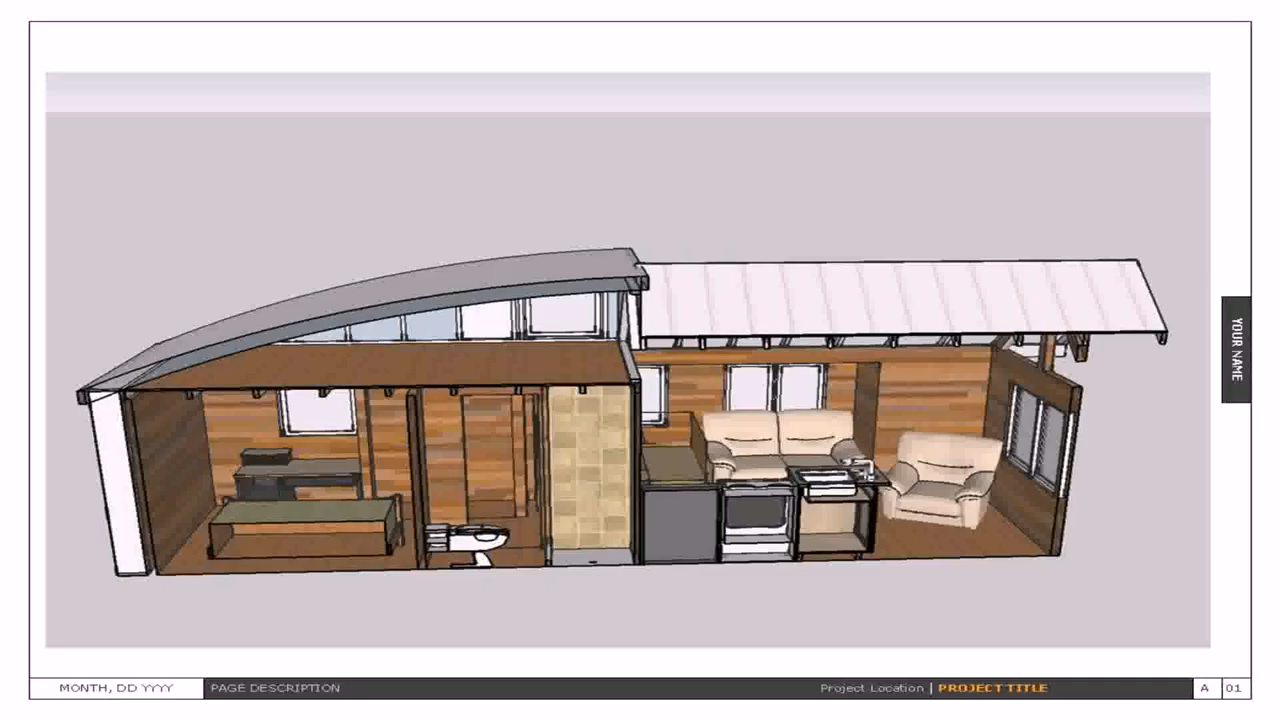 YOUR NAME
MONTH, DD YYYY
PAGE DESCRIPTION
Project Location | PROJECT TITLE
A
01